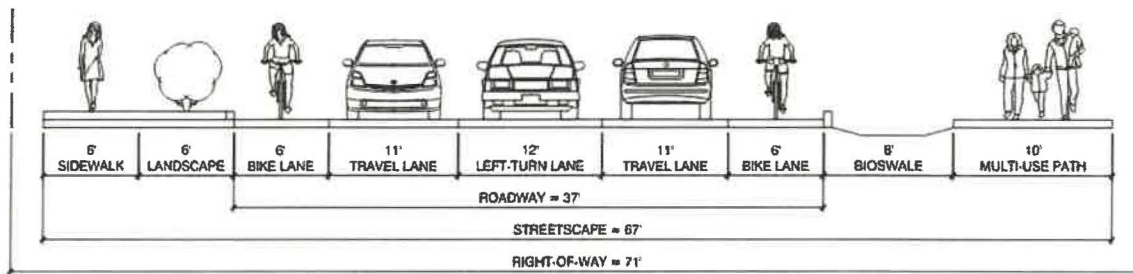 6' 6' 6' 11' 12' 11' 6' 8' 10'
SIDEWALK LANDSCAPE BIKE LANE TRAVEL LANE LEFT-TURN LANE TRAVEL LANE BIKE LANE BIOSWALE MULTI-USE PATH
ROADWAY = 37'
STREETSCAPE = 67'
RIGHT-OF-WAY = 71'